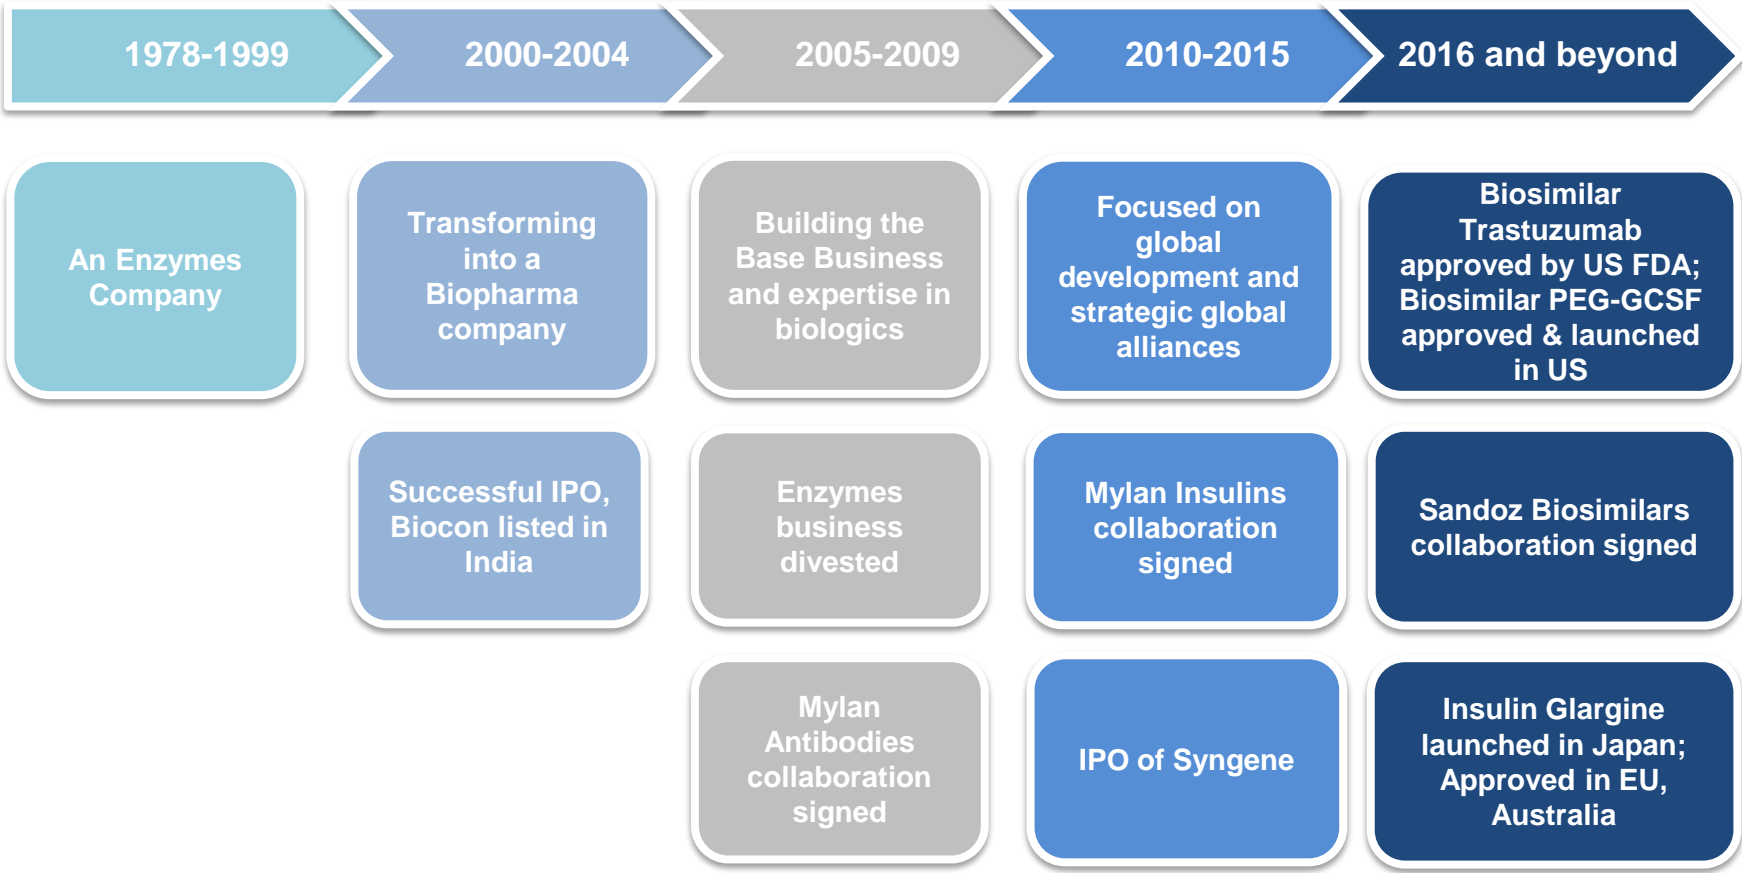 1978-1999
2000-2004
2005-2009
2010-2015
2016 and beyond
An Enzymes
Company
Transforming
into a
Biopharma
company
Building the
Base Business
and expertise in
biologics
Focused on
global
development and
strategic global
alliances
Biosimilar
Trastuzumab
approved by US FDA;
Biosimilar PEG-GCSF
approved & launched
in US
Successful IPO,
Biocon listed in
India
Enzymes
business
divested
Mylan Insulins
collaboration
signed
Sandoz Biosimilars
collaboration signed
Mylan
Antibodies
collaboration
signed
IPO of Syngene
Insulin Glargine
launched in Japan;
Approved in EU,
Australia